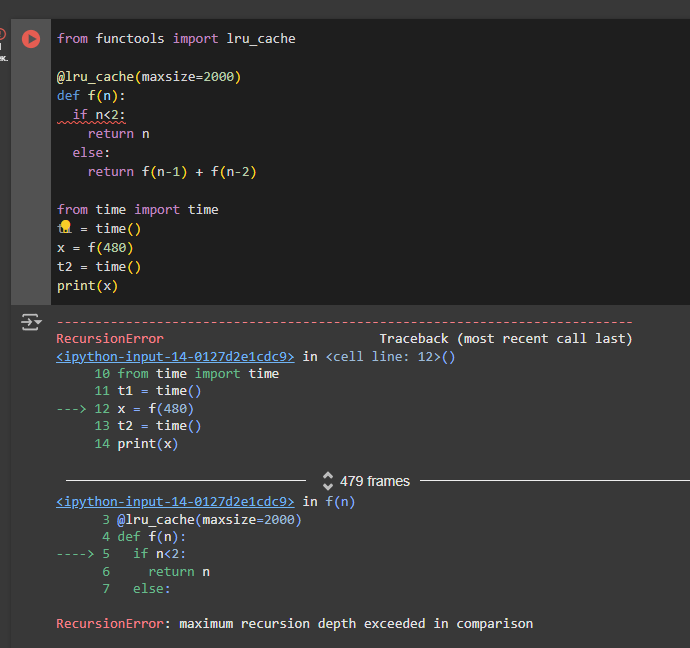 к.
from functools import lru_cache
@lru_cache(maxsize=2000)
def f(n):
  if n<2:
    return n
  else:
    return f(n-1) + f(n-2)
from time import time
t1 = time()
x = f(480)
t2 = time()
print(x)
---------------------------------------------------------------------------
RecursionError                            Traceback (most recent call last)
<ipython-input-14-0127d2e1cdc9> in <cell line: 12>()
     10 from time import time
     11 t1 = time()
---> 12 x = f(480)
     13 t2 = time()
     14 print(x)
479 frames
<ipython-input-14-0127d2e1cdc9> in f(n)
      3 @lru_cache(maxsize=2000)
      4 def f(n):
----> 5   if n<2:
      6     return n
      7   else:
RecursionError: maximum recursion depth exceeded in comparison